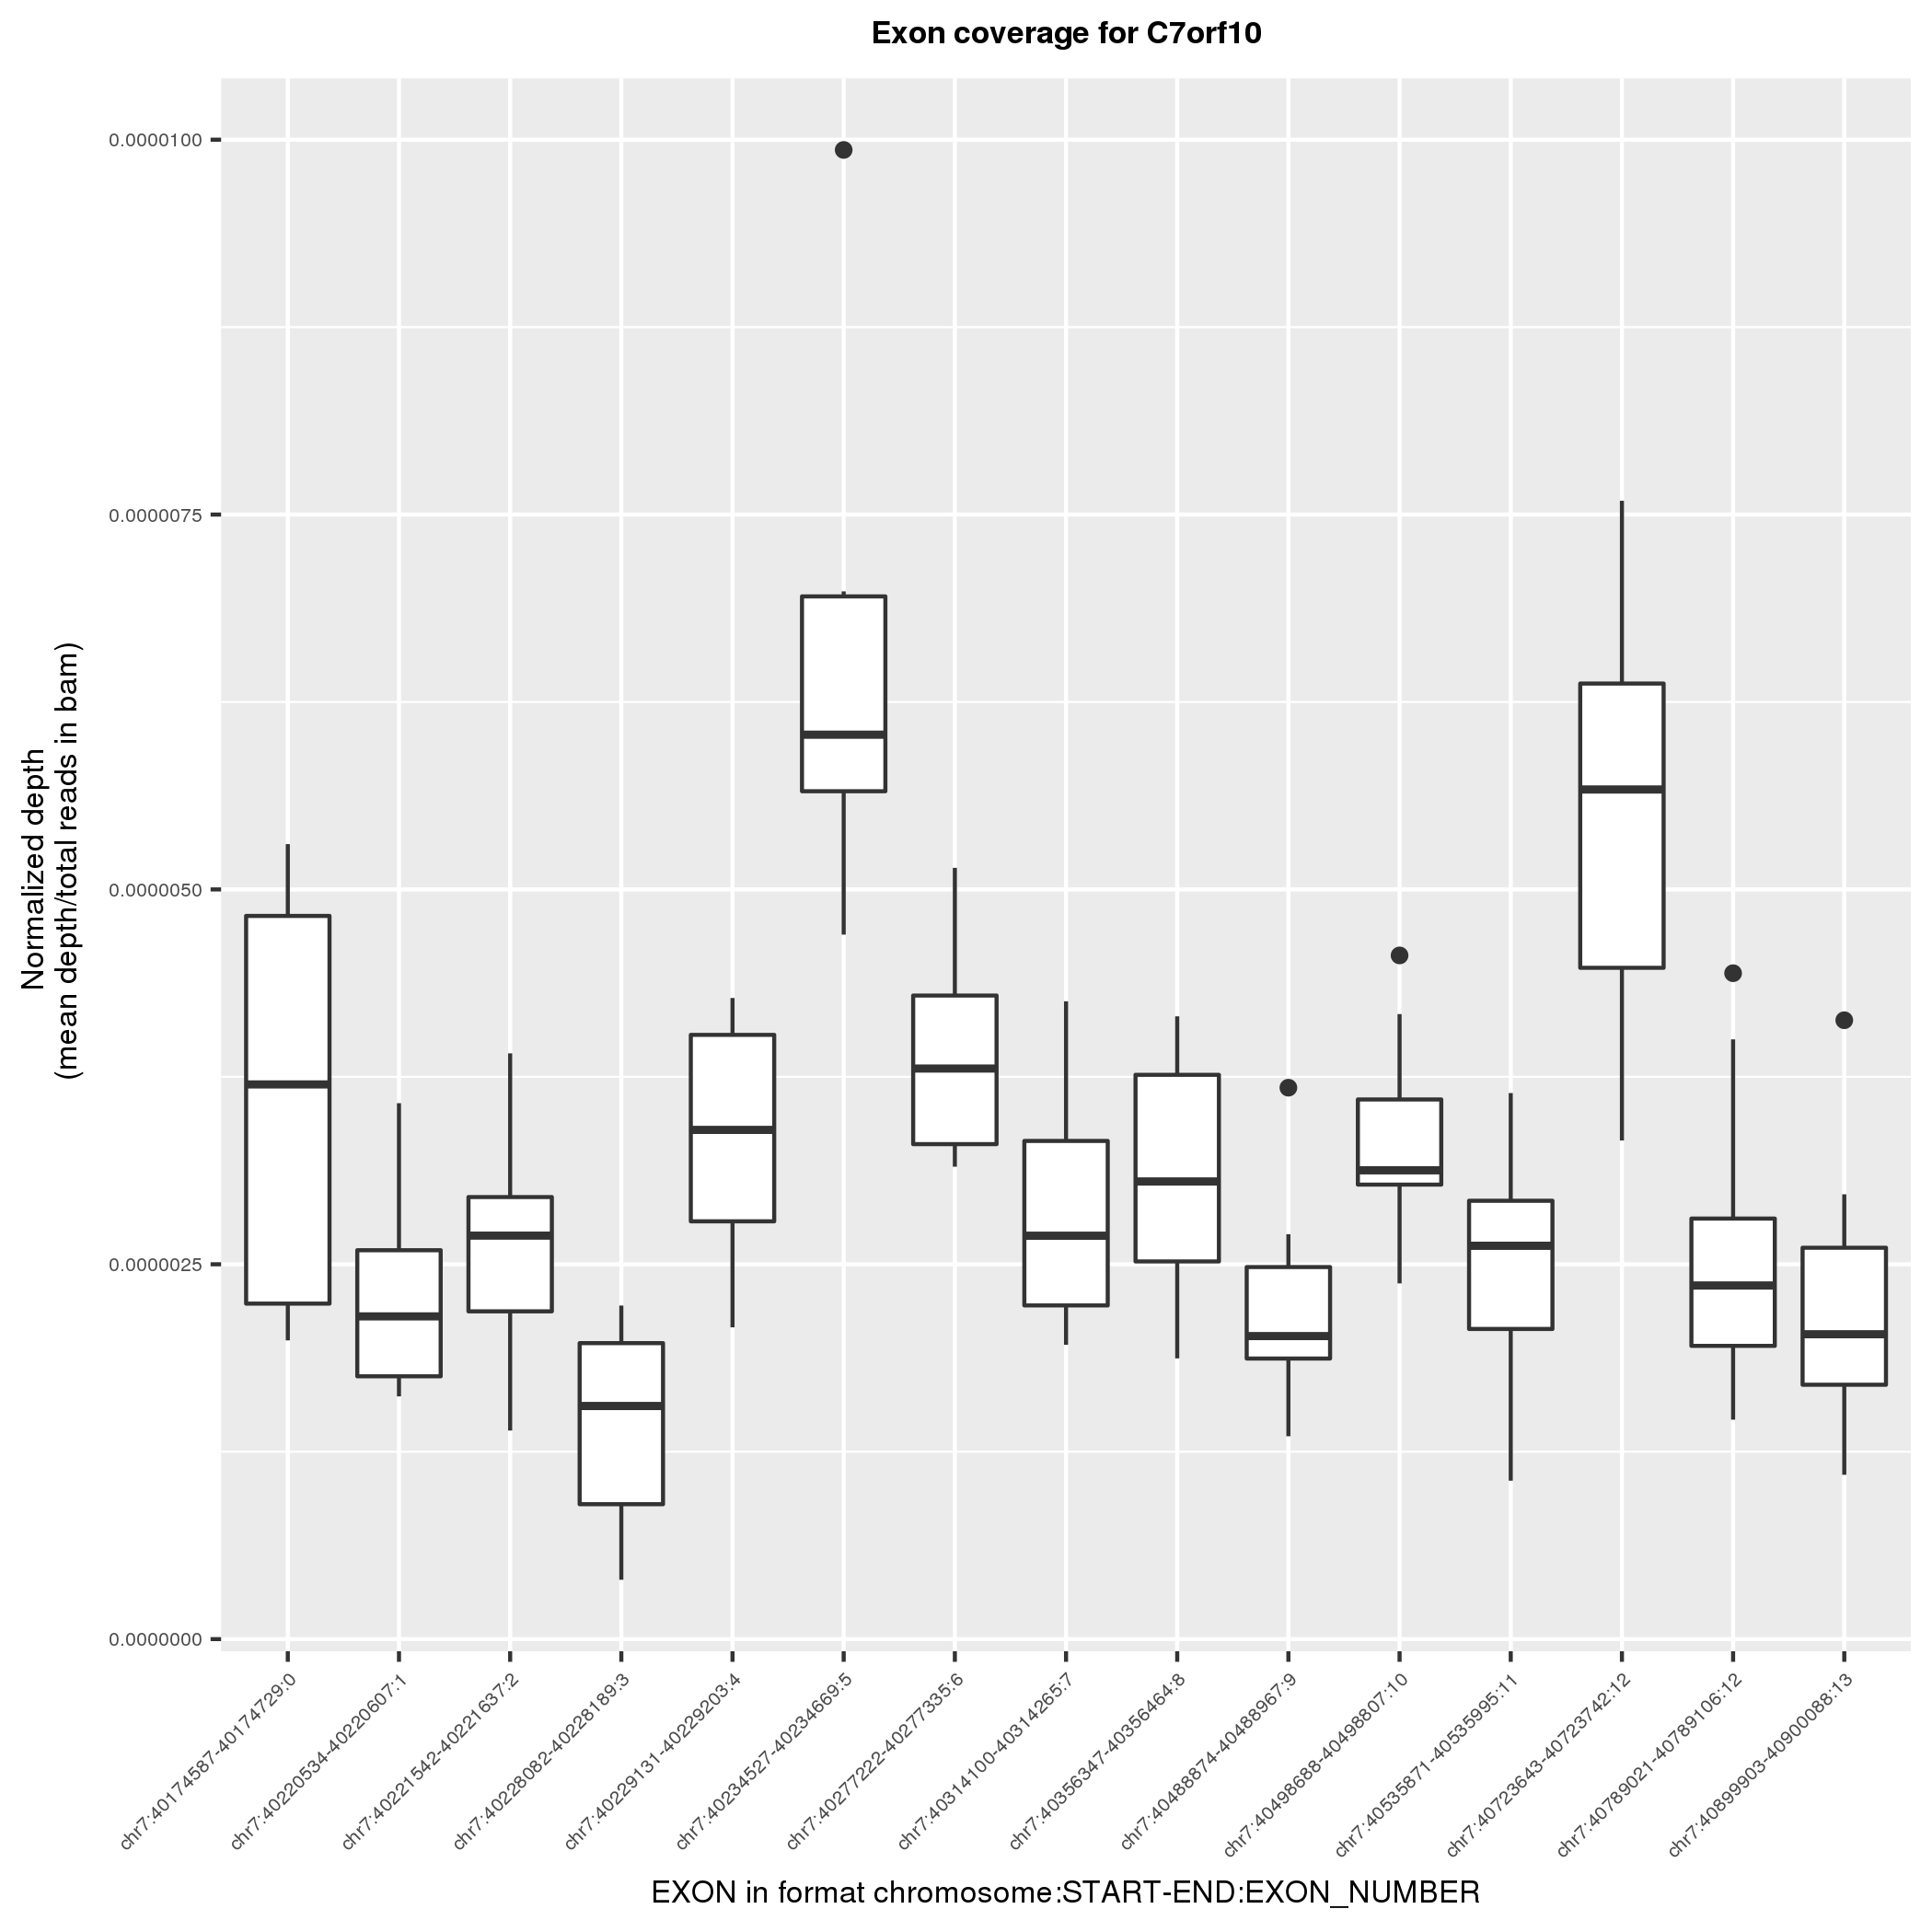 Exon coverage for C7orf10
0.0000100
0.0000075
0.0000050
0.0000025
0.0000000
Normalized depth
(mean depth/total reads in bam)
chr7:40174587-40174729:0
chr7:40220534-40220607:1
chr7:40221542-40221637:2
chr7:40228082-40228189:3
chr7:40229131-40229203:4
chr7:40234527-40234669:5
chr7:40277222-40277335:6
chr7:40314100-40314265:7
chr7:40356347-40356464:8
chr7:40488874-40488967:9
chr7:40498688-40498807:10
chr7:40535871-40535995:11
chr7:40723643-40723742:12
chr7:40789021-40789106:12
chr7:40899903-40900088:13
EXON in format chromosome:START-END:EXON_NUMBER